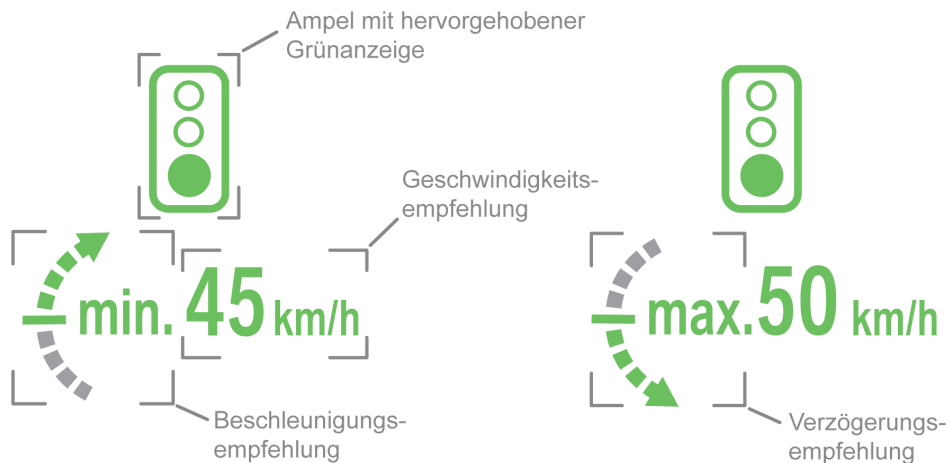 Ampel mit hervorgehobener
Grünanzeige
Geschwindigkeits-
empfehlung
min. 45 km/h
max. 50 km/h
Beschleunigungs-
empfehlung
Verzögerungs-
empfehlung